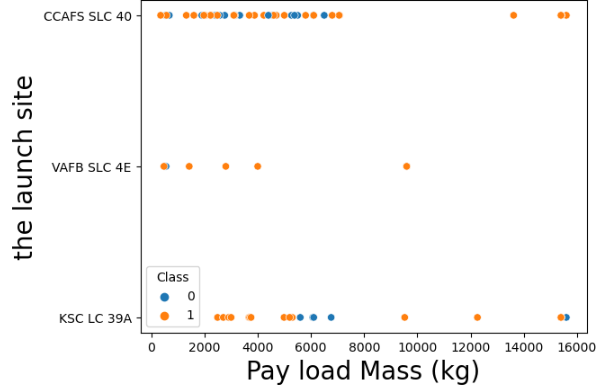 CCAFS SLC 40
VAFB SLC 4E
KSC LC 39A
the launch site
Class
0
1
0 2000 4000 6000 8000 10000 12000 14000 16000
Pay load Mass (kg)